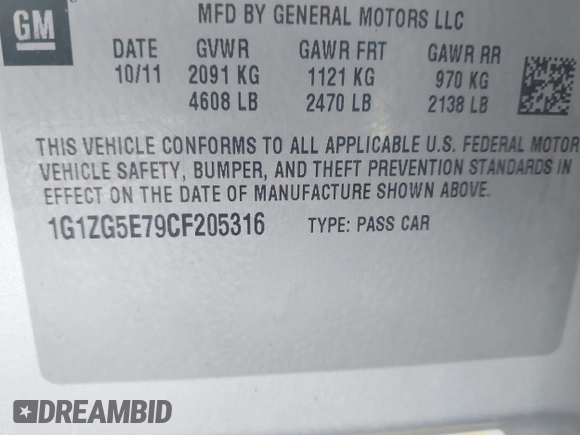 GM
MFD BY GENERAL MOTORS LLC
DATE GVWR GAWR FRT GAWR RR
10/11 2091 KG 1121 KG 970 KG
4608 LB 2470 LB 2138 LB
THIS VEHICLE CONFORMS TO ALL APPLICABLE U.S. FEDERAL MOTOR
VEHICLE SAFETY, BUMPER, AND THEFT PREVENTION STANDARDS IN
EFFECT ON THE DATE OF MANUFACTURE SHOWN ABOVE.
1G1ZG5E79CF205316 TYPE: PASS CAR
DREAMBID